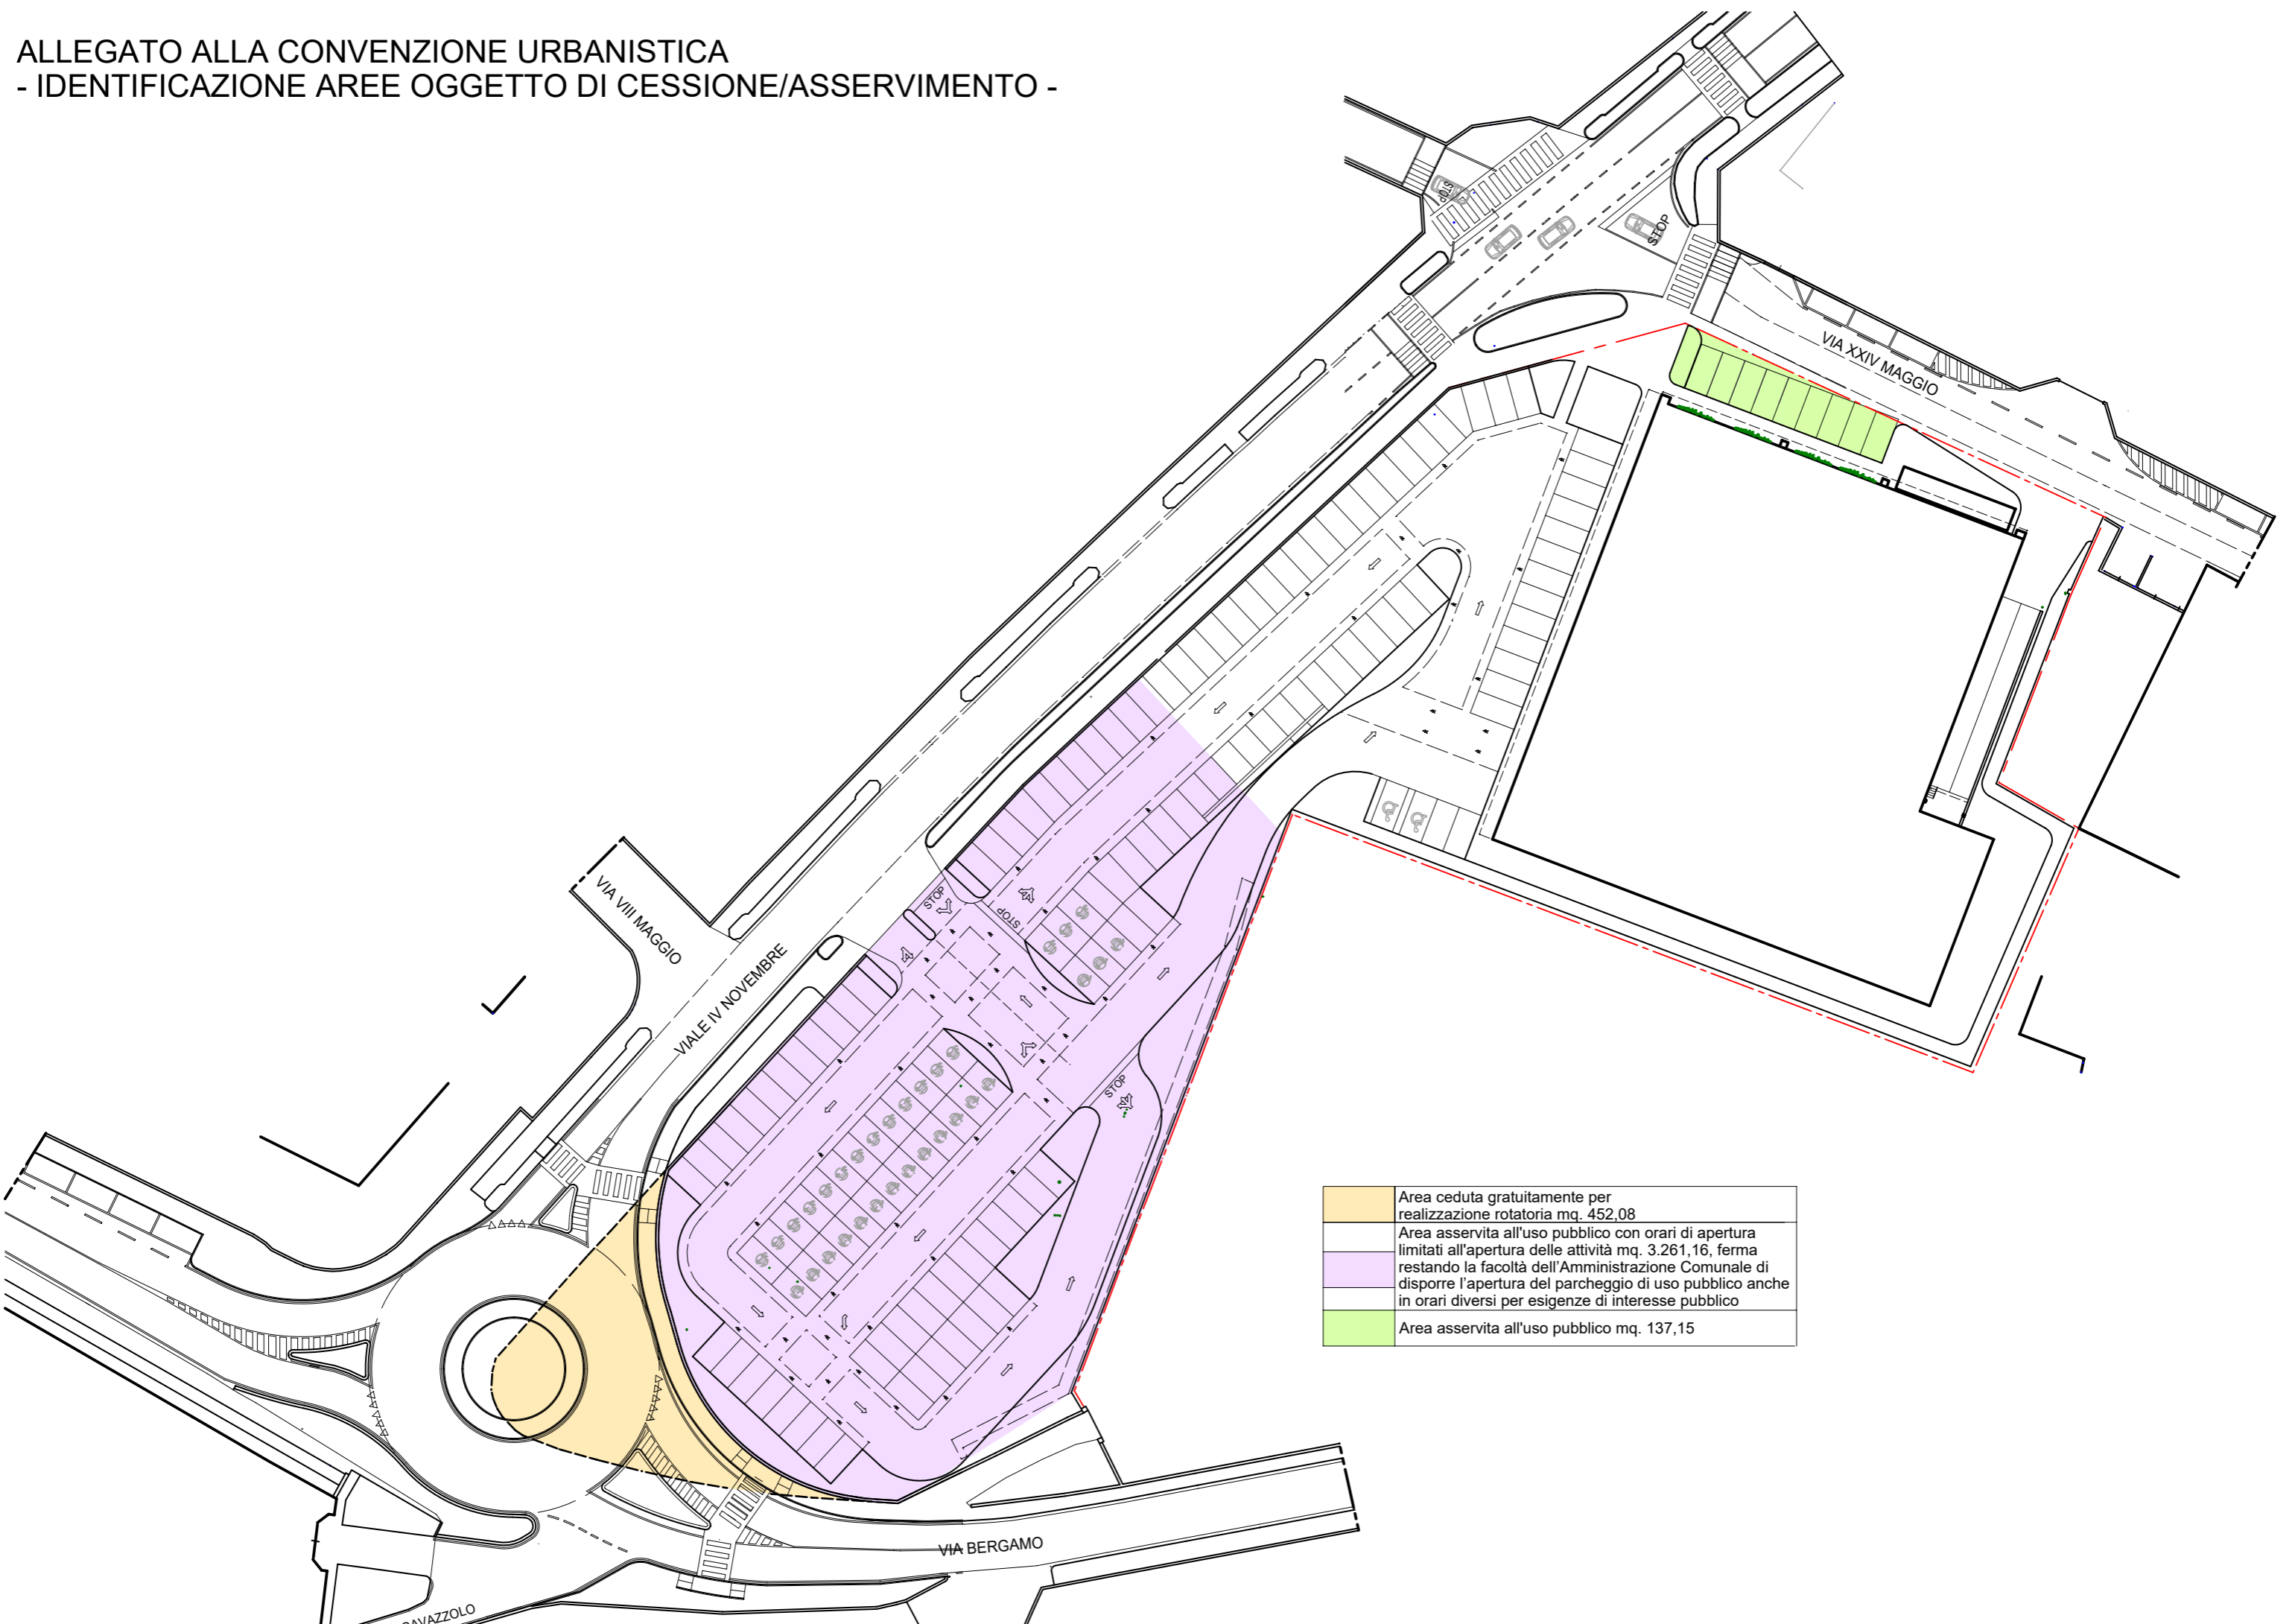 ALLEGATO ALLA CONVENZIONE URBANISTICA
- IDENTIFICAZIONE AREE OGGETTO DI CESSIONE/ASSERVIMENTO -
STOP
STOP
VIA XXIV MAGGIO
VIA VIII MAGGIO
VIALE IV NOVEMBRE
STOP
STOP
STOP
Area ceduta gratuitamente per
realizzazione rotatoria mq. 452,08
Area asservita all'uso pubblico con orari di apertura
limitati all'apertura delle attività mq. 3.261,16, ferma
restando la facoltà dell'Amministrazione Comunale di
disporre l'apertura del parcheggio di uso pubblico anche
in orari diversi per esigenze di interesse pubblico
Area asservita all'uso pubblico mq. 137,15
VIA BERGAMO